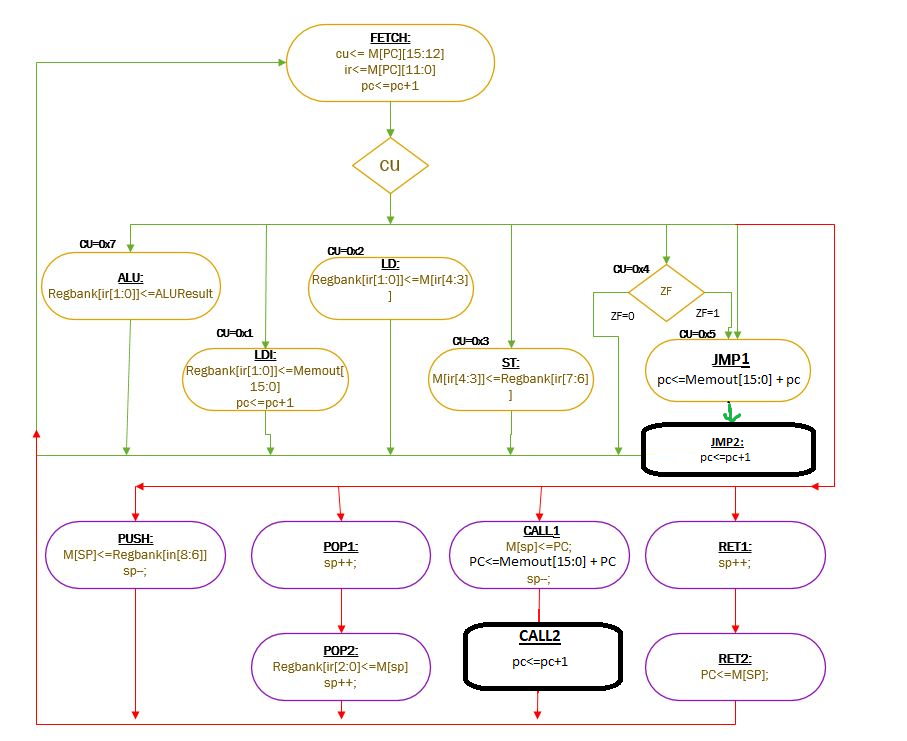 FETCH:
cu<= M[PC][15:12]
ir<=M[PC][11:0]
pc<=pc+1
cu
CU=0x7
ALU:
Regbank[ir[1:0]]<=ALUResult
CU=0x1
LDI:
Regbank[ir[1:0]]<=Memout[
15:0]
pc<=pc+1
CU=0x2
LD:
Regbank[ir[1:0]]<=M[ir[4:3]
]
CU=0x3
ST:
M[ir[4:3]]<=Regbank[ir[7:6]
]
CU=0x4
ZF
ZF=0
ZF=1
CU=0x5
JMP1
pc<=Memout[15:0] + pc
JMP2:
pc<=pc+1
PUSH:
M[SP]<=Regbank[in[8:6]]
sp--;
POP1:
sp++;
POP2:
Regbank[ir[2:0]<=M[sp]
sp++;
CALL1
M[sp]<=PC;
PC<=Memout[15:0] + PC
sp--;
CALL2
pc<=pc+1
RET1:
sp++;
RET2:
PC<=M[SP];